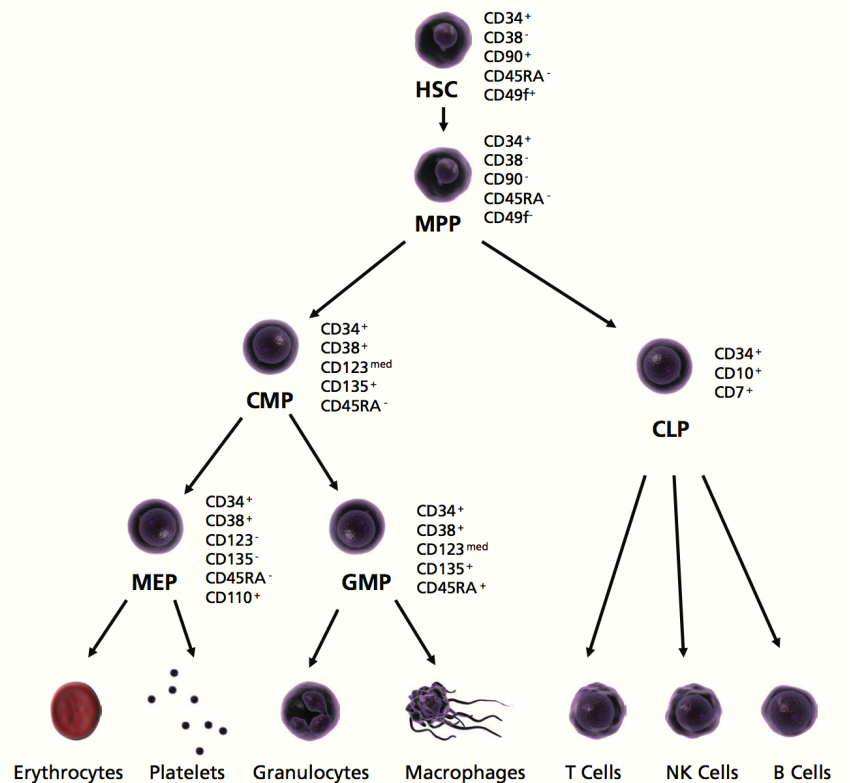 CD34+
CD38-
CD90+
CD45RA-
CD49f+
HSC
CD34+
CD38-
CD90-
CD45RA-
CD49f-
MPP
CD34+
CD38+
CD123med
CD135+
CD45RA-
CMP
CD34+
CD10+
CD7+
CLP
CD34+
CD38+
CD123-
CD135-
CD45RA-
CD110+
MEP
CD34+
CD38+
CD123med
CD135+
CD45RA+
GMP
Erythrocytes
Platelets
Granulocytes
Macrophages
T Cells
NK Cells
B Cells